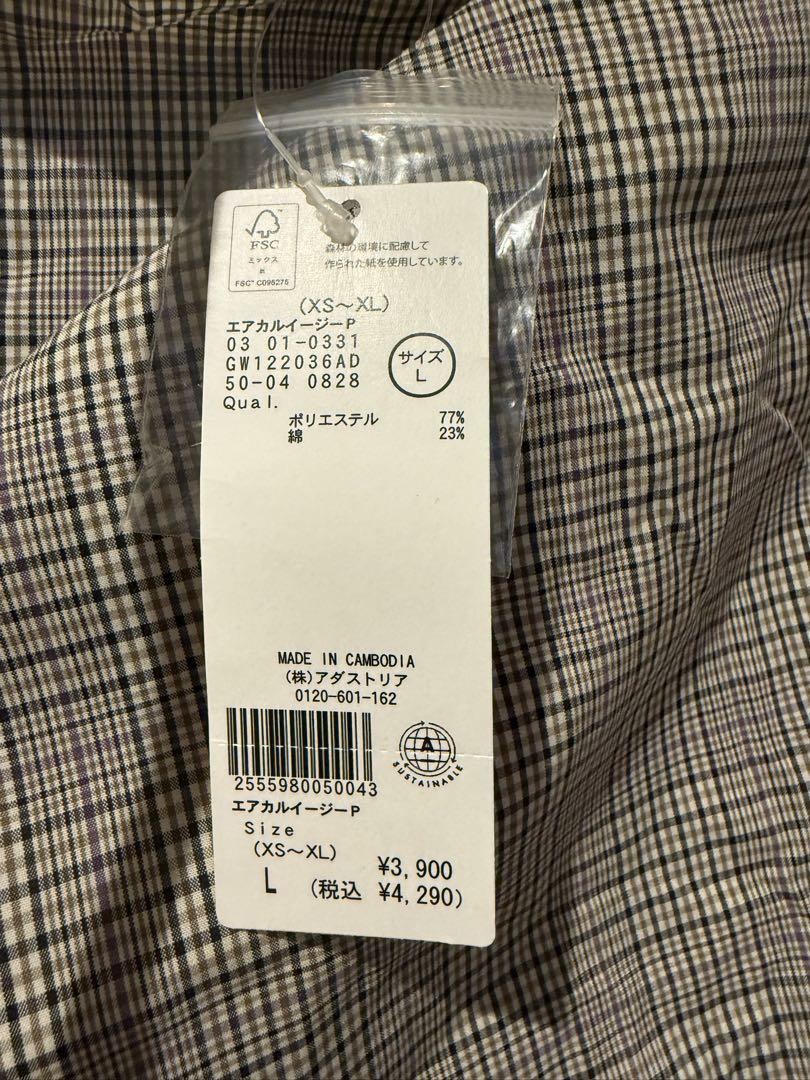 FSC™
ミックス
紙
FSC™ C095275
森林の環境に配慮して
作られた紙を使用しています。
(XS～XL)
エアカルイージーP
03 01-0331
GW122036AD
50-04 0828
サイズ
L
Qual.
ポリエステル 77%
綿 23%
MADE IN CAMBODIA
(株)アダストリア
0120-601-162
2555980050043
A
SUSTAINABLE
エアカルイージーP
Size
(XS～XL)
L
¥3,900
(税込 ¥4,290)